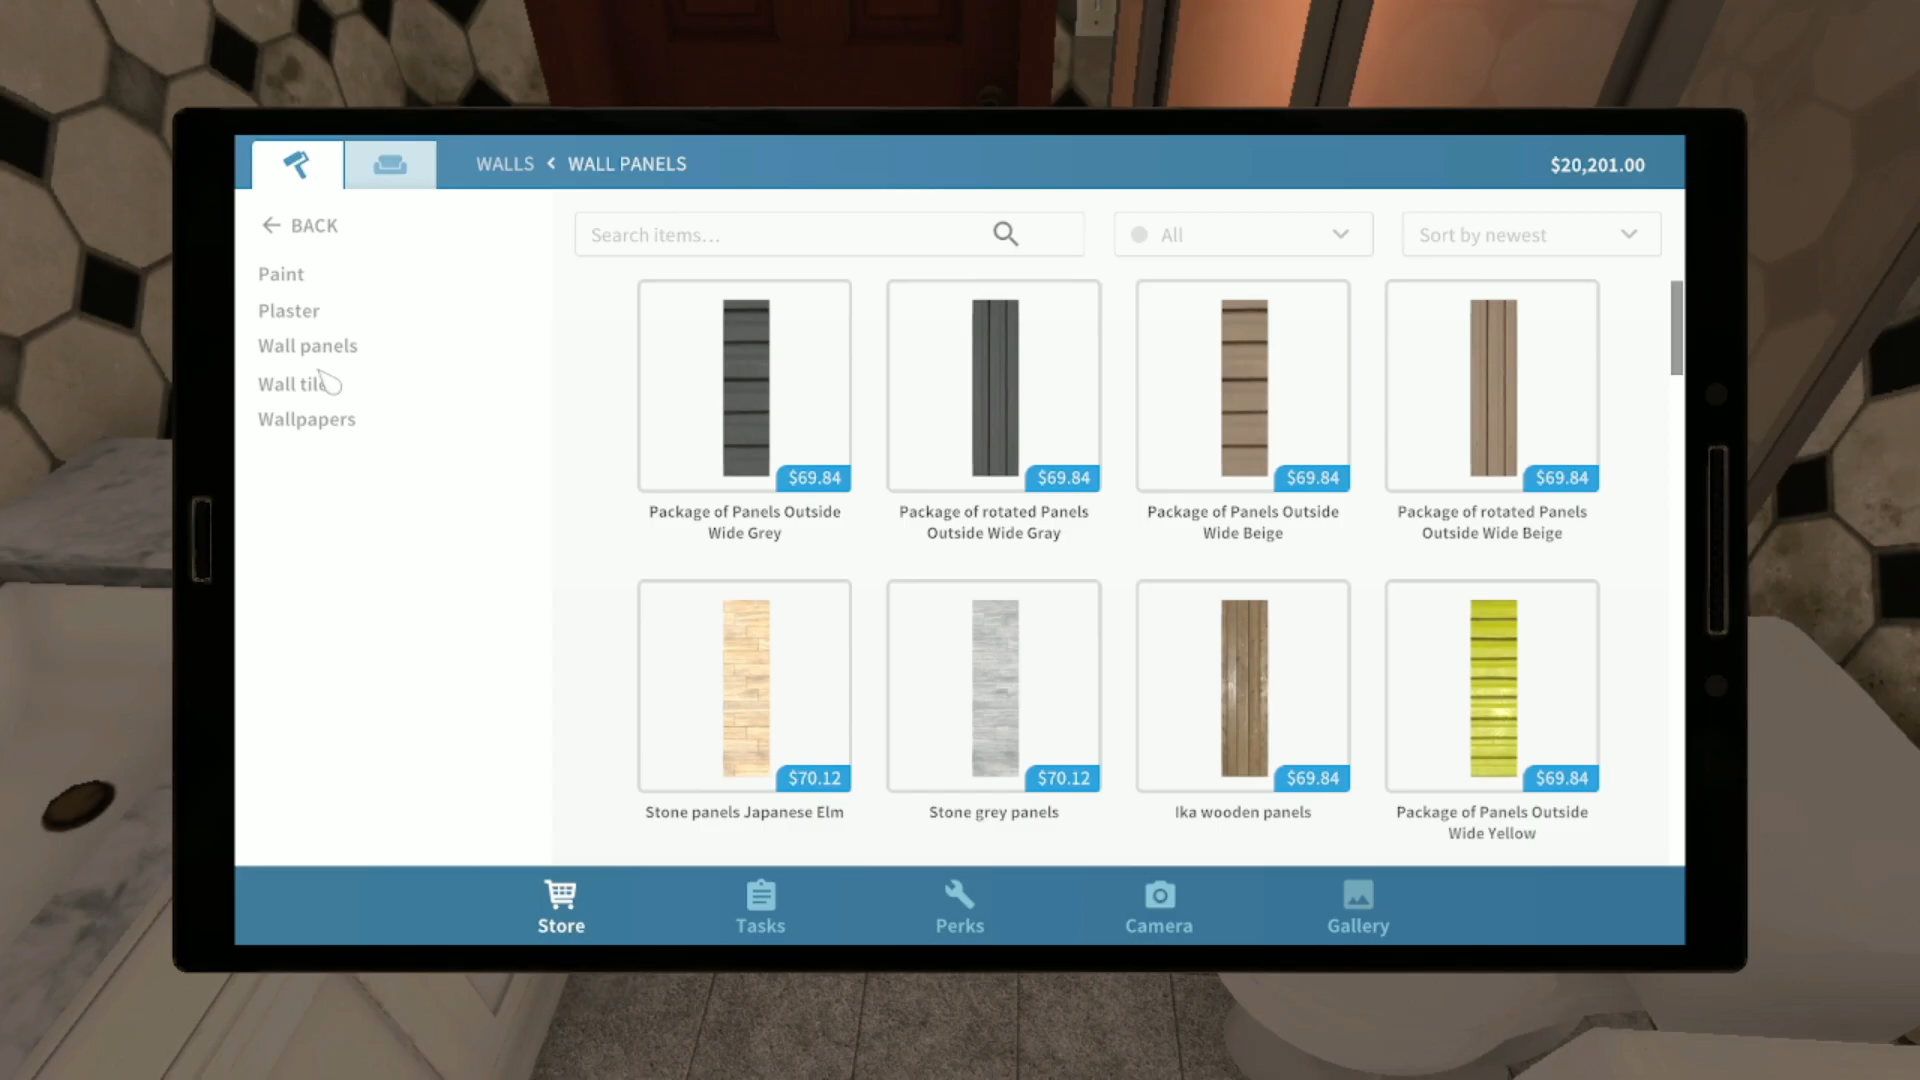 WALLS < WALL PANELS
$20,201.00
BACK
Paint
Plaster
Wall panels
Wall tile
Wallpapers
Search items...
All
Sort by newest
$69.84
$69.84
$69.84
$69.84
Package of Panels Outside
Wide Grey
Package of rotated Panels
Outside Wide Gray
Package of Panels Outside
Wide Beige
Package of rotated Panels
Outside Wide Beige
$70.12
$70.12
$69.84
$69.84
Stone panels Japanese Elm
Stone grey panels
Ika wooden panels
Package of Panels Outside
Wide Yellow
Store
Tasks
Perks
Camera
Gallery